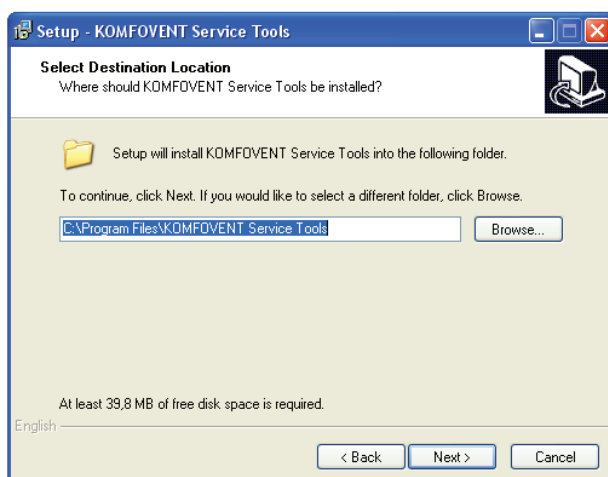 Setup - KOMFOVENT Service Tools
Select Destination Location
Where should KOMFOVENT Service Tools be installed?
Setup will install KOMFOVENT Service Tools into the following folder.
To continue, click Next. If you would like to select a different folder, click Browse.
C:\Program Files\KOMFOVENT Service Tools
Browse...
At least 39,8 MB of free disk space is required.
English
< Back
Next >
Cancel